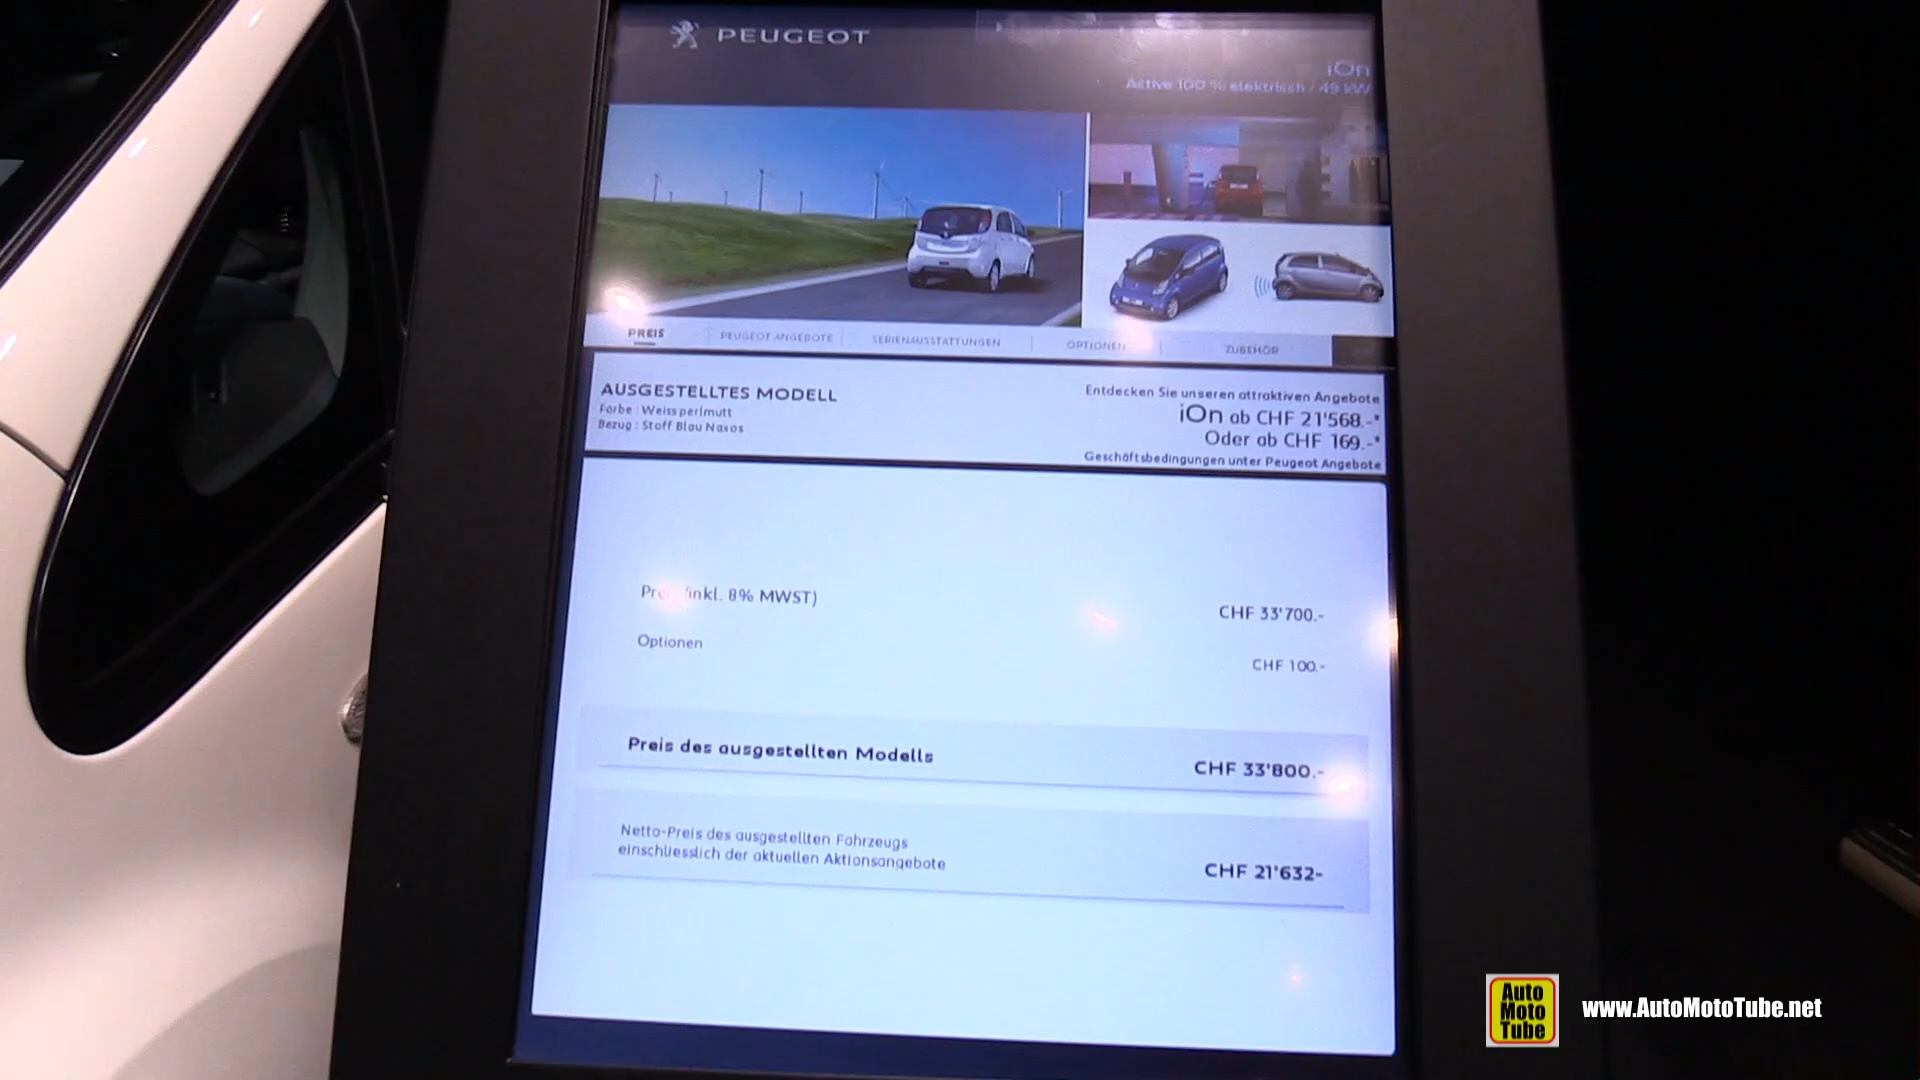 PEUGEOT
iOn
Active 100 % elektrisch / 49 kW
PREIS
PEUGEOT ANGEBOTE
SERIENAUSSTATTUNGEN
OPTIONEN
ZUBEHÖR
AUSGESTELLTES MODELL
Farbe : Weiss perlmutt
Bezug : Stoff Blau Naxos
Entdecken Sie unseren attraktiven Angebote
iOn ab CHF 21'568.-*
Oder ab CHF 169.-*
Geschäftsbedingungen unter Peugeot Angebote
inkl. 8% MWST)
CHF 33'700.-
Optionen
CHF 100.-
Preis des ausgestellten Modells
CHF 33'800.-
Netto-Preis des ausgestellten Fahrzeugs
einschliesslich der aktuellen Aktionsangebote
CHF 21'632-
Auto
Moto
Tube
www.AutoMotoTube.net